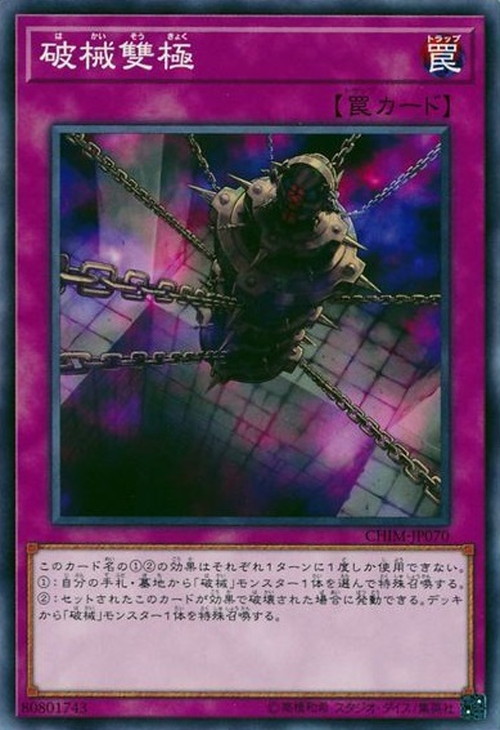 破械雙極
罠
【罠カード】
CHIM-JP070
このカード名の①②の効果はそれぞれ1ターンに1度しか使用できない。
①：自分の手札・墓地から「破械」モンスター1体を選んで特殊召喚する。
②：セットされたこのカードが効果で破壊された場合に発動できる。デッキ
から「破械」モンスター1体を特殊召喚する。
80801743
©高橋和希 スタジオ・ダイス/集英社